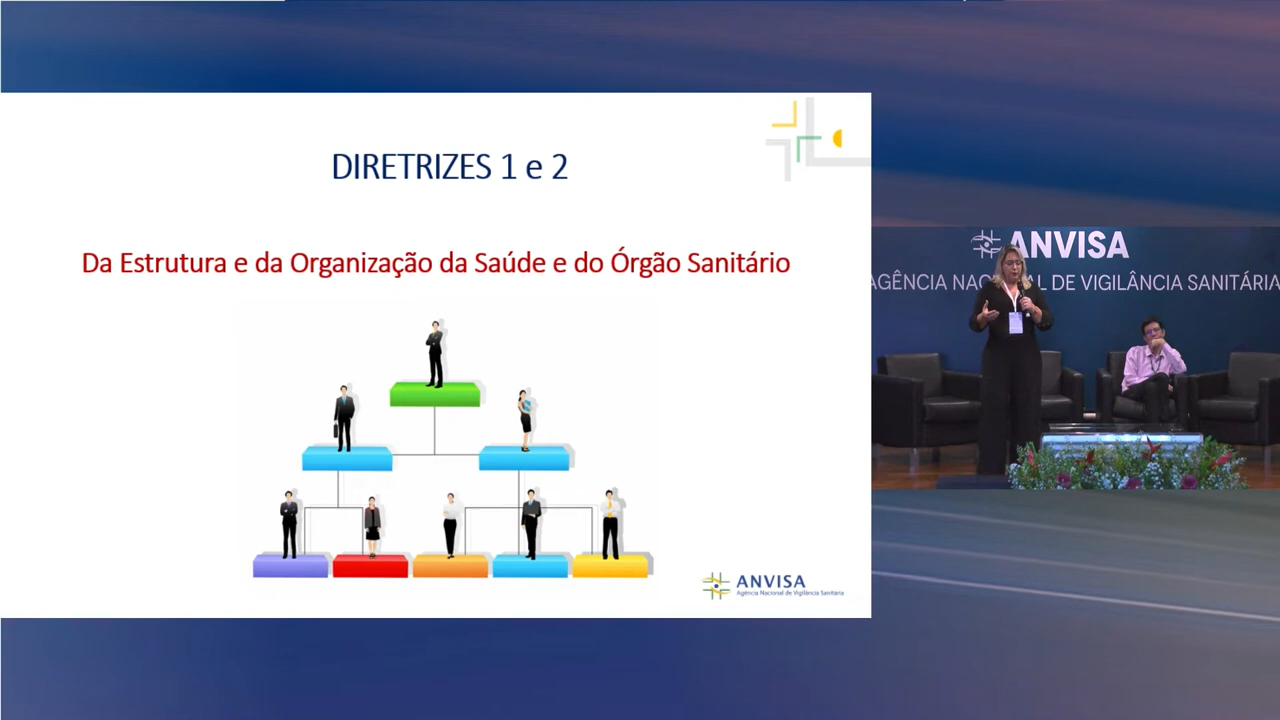 DIRETRIZES 1 e 2
Da Estrutura e da Organização da Saúde e do Órgão Sanitário
ANVISA
Agência Nacional de Vigilância Sanitária
ANVISA
AGÊNCIA NAC L DE VIGILÂNCIA SANITÁRIA